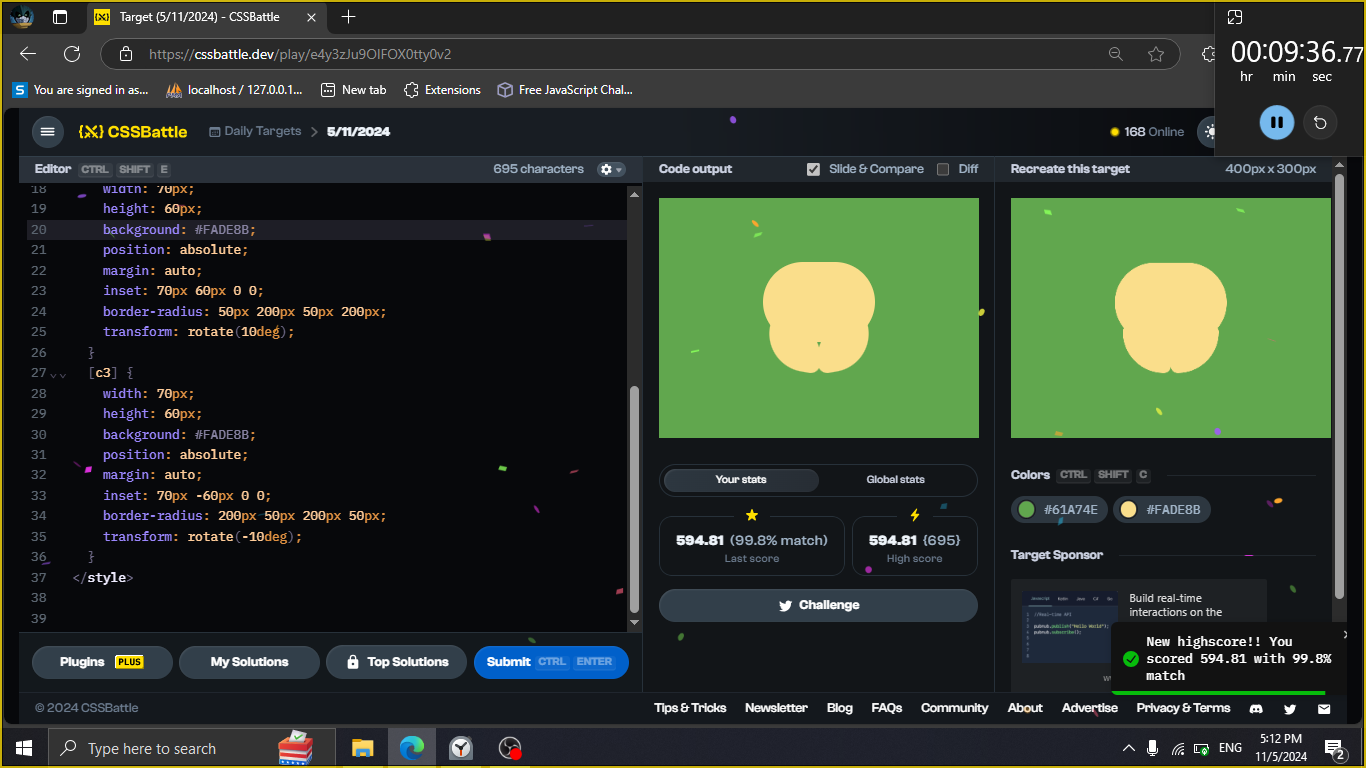 Target (5/11/2024) - CSSBattle
https://cssbattle.dev/play/e4y3zJu9OIFOX0tty0v2
00:09:36.77
hr min sec
You are signed in as...
localhost / 127.0.0.1...
New tab
Extensions
Free JavaScript Chal...
{X} CSSBattle
Daily Targets
5/11/2024
168 Online
Editor CTRL SHIFT E
695 characters
18 width: 70px;
19 height: 60px;
20 background: #FADE8B;
21 position: absolute;
22 margin: auto;
23 inset: 70px 60px 0 0;
24 border-radius: 50px 200px 50px 200px;
25 transform: rotate(10deg);
26 }
27 [c3] {
28 width: 70px;
29 height: 60px;
30 background: #FADE8B;
31 position: absolute;
32 margin: auto;
33 inset: 70px -60px 0 0;
34 border-radius: 200px 50px 200px 50px;
35 transform: rotate(-10deg);
36 }
37 </style>
38
39
Plugins PLUS
My Solutions
Top Solutions
Submit CTRL ENTER
Code output
Slide & Compare
Diff
Your stats
Global stats
594.81 (99.8% match)
Last score
594.81 {695}
High score
Challenge
Recreate this target
400px x 300px
Colors CTRL SHIFT C
#61A74E
#FADE8B
Target Sponsor
Build real-time
interactions on the
New highscore!! You
scored 594.81 with 99.8%
match
© 2024 CSSBattle
Tips & Tricks
Newsletter
Blog
FAQs
Community
About
Advertise
Privacy & Terms
Type here to search
ENG
5:12 PM
11/5/2024
2